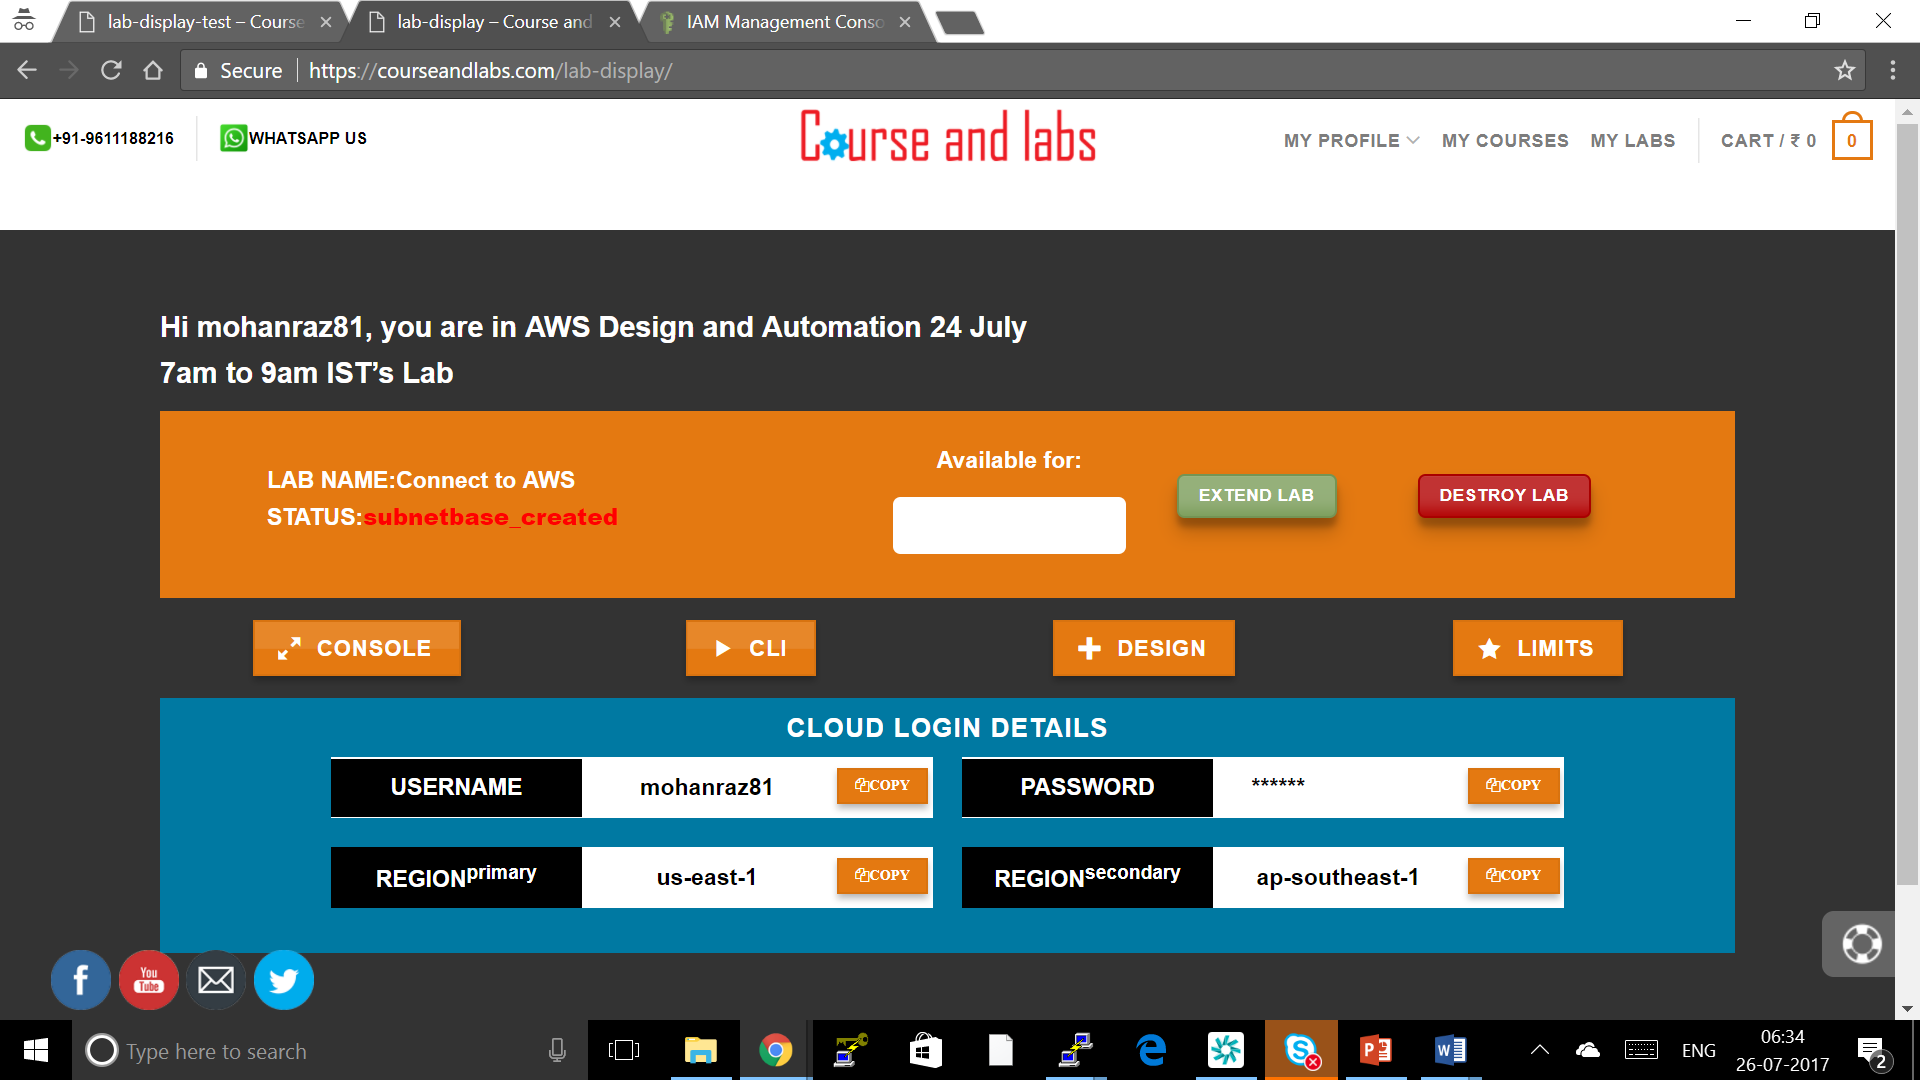 lab-display-test – Course
lab-display – Course and
IAM Management Conso
Secure
https://courseandlabs.com/lab-display/
+91-9611188216
WHATSAPP US
Course and labs
MY PROFILE
MY COURSES
MY LABS
CART / ₹ 0
0
Hi mohanraz81, you are in AWS Design and Automation 24 July
7am to 9am IST’s Lab
LAB NAME:Connect to AWS
STATUS:subnetbase_created
Available for:
EXTEND LAB
DESTROY LAB
CONSOLE
CLI
DESIGN
LIMITS
CLOUD LOGIN DETAILS
USERNAME
mohanraz81
COPY
PASSWORD
******
COPY
REGIONprimary
us-east-1
COPY
REGIONsecondary
ap-southeast-1
COPY
You
Tube
Type here to search
ENG
06:34
26-07-2017
2